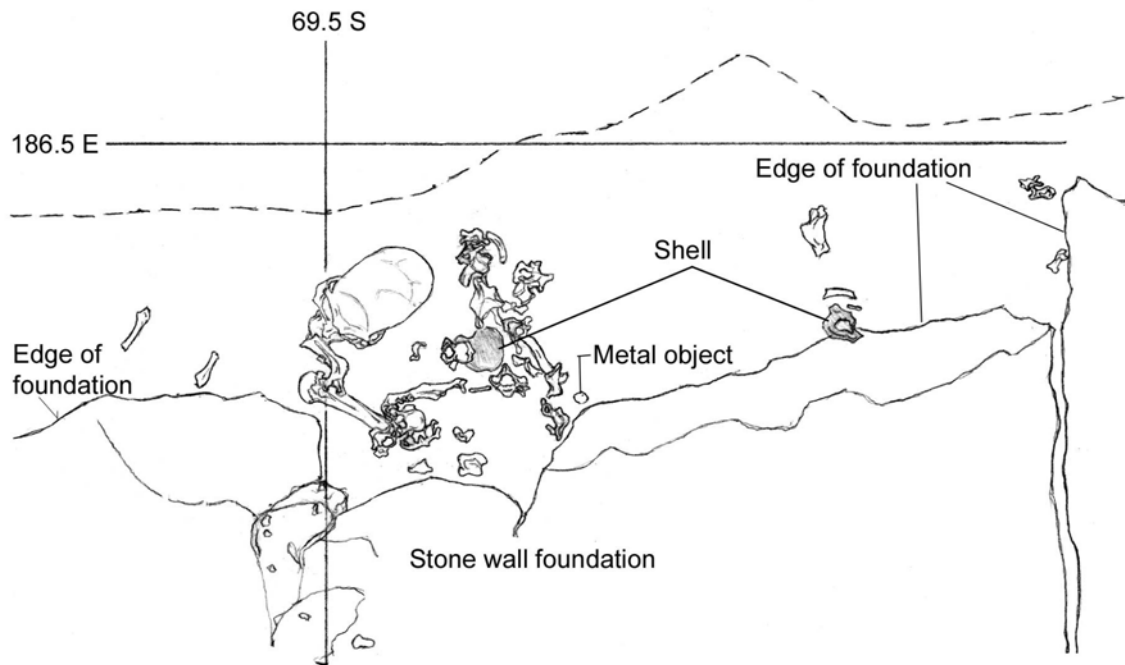 69.5 S
186.5 E
Edge of foundation
Shell
Metal object
Edge of
foundation
Stone wall foundation